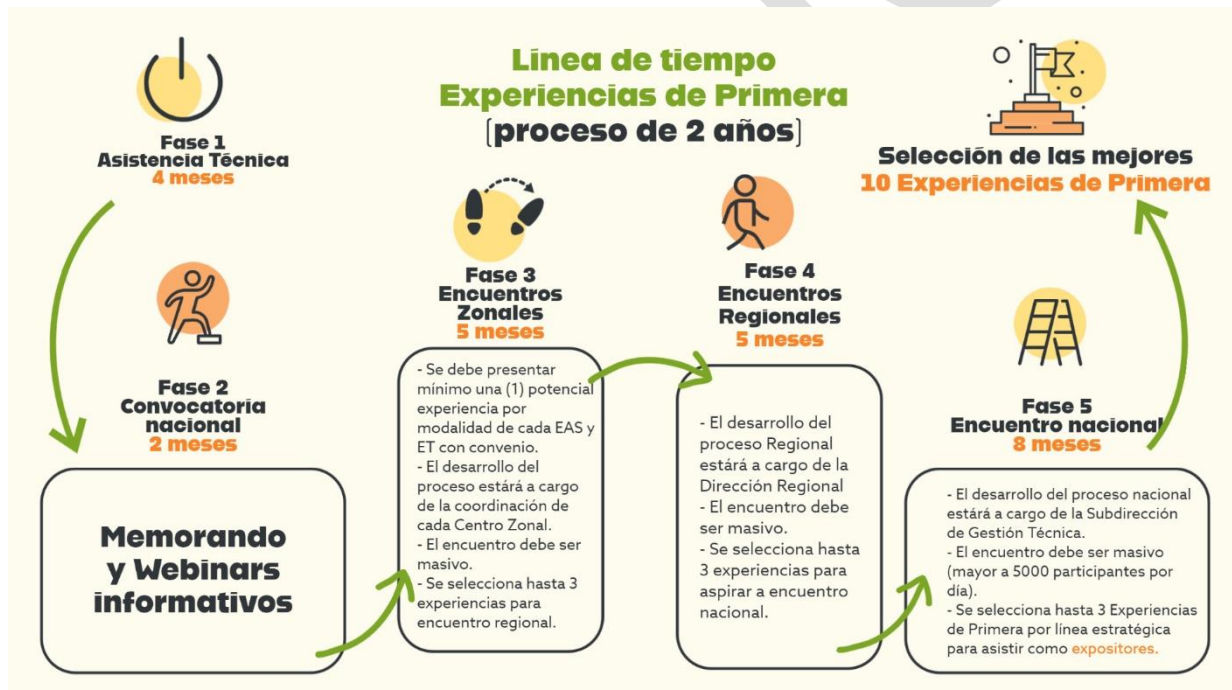 Línea de tiempo
Experiencias de Primera
(proceso de 2 años)
Fase 1
Asistencia Técnica
4 meses
Fase 2
Convocatoria
nacional
2 meses
Memorando
y Webinars
informativos
Fase 3
Encuentros
Zonales
5 meses
- Se debe presentar
mínimo una (1) potencial
experiencia por
modalidad de cada EAS y
ET con convenio.
- El desarrollo del
proceso estárá a cargo
de la coordinación de
cada Centro Zonal.
- El encuentro debe ser
masivo.
- Se selecciona hasta 3
experiencias para
encuentro regional.
Fase 4
Encuentros
Regionales
5 meses
- El desarrollo del
proceso Regional
estárá a cargo de la
Dirección Regional
- El encuentro debe
ser masivo.
- Se selecciona hasta
3 experiencias para
aspirar a encuentro
nacional.
Fase 5
Encuentro nacional
8 meses
- El desarrollo del proceso nacional
estárá a cargo de la Subdirección
de Gestión Técnica.
- El encuentro debe ser masivo
(mayor a 5000 participantes por
día).
- Se selecciona hasta 3 Experiencias
de Primera por línea estratégica
para asistir como expositores.
Selección de las mejores
10 Experiencias de Primera